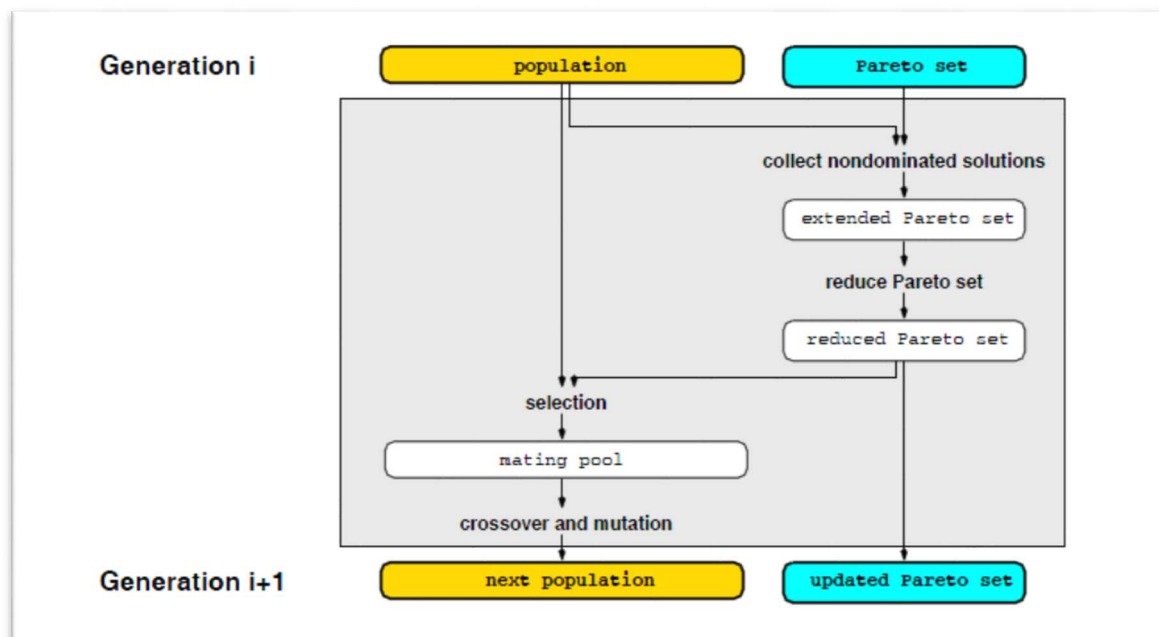 Generation i
population
Pareto set
collect nondominated solutions
extended Pareto set
reduce Pareto set
reduced Pareto set
selection
mating pool
crossover and mutation
Generation i+1
next population
updated Pareto set